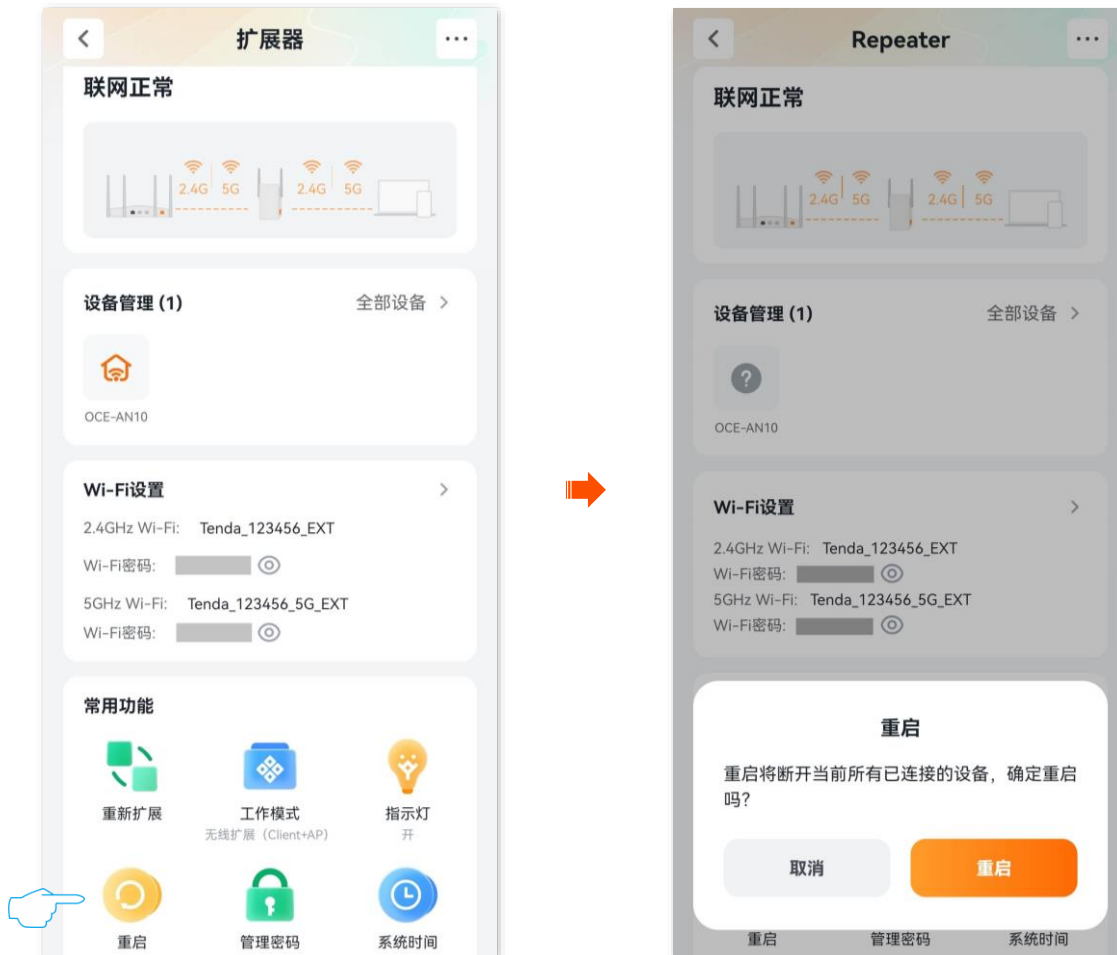 扩展器
联网正常
2.4G 5G 2.4G 5G
设备管理 (1) 全部设备
OCE-AN10
Wi-Fi设置
2.4GHz Wi-Fi: Tenda_123456_EXT
Wi-Fi密码:
5GHz Wi-Fi: Tenda_123456_5G_EXT
Wi-Fi密码:
常用功能
重新扩展 工作模式 指示灯
无线扩展（Client+AP） 开
重启 管理密码 系统时间
Repeater
联网正常
2.4G 5G 2.4G 5G
设备管理 (1) 全部设备
OCE-AN10
Wi-Fi设置
2.4GHz Wi-Fi: Tenda_123456_EXT
Wi-Fi密码:
5GHz Wi-Fi: Tenda_123456_5G_EXT
Wi-Fi密码:
重启
重启将断开当前所有已连接的设备，确定重启
吗？
取消 重启
重启 管理密码 系统时间